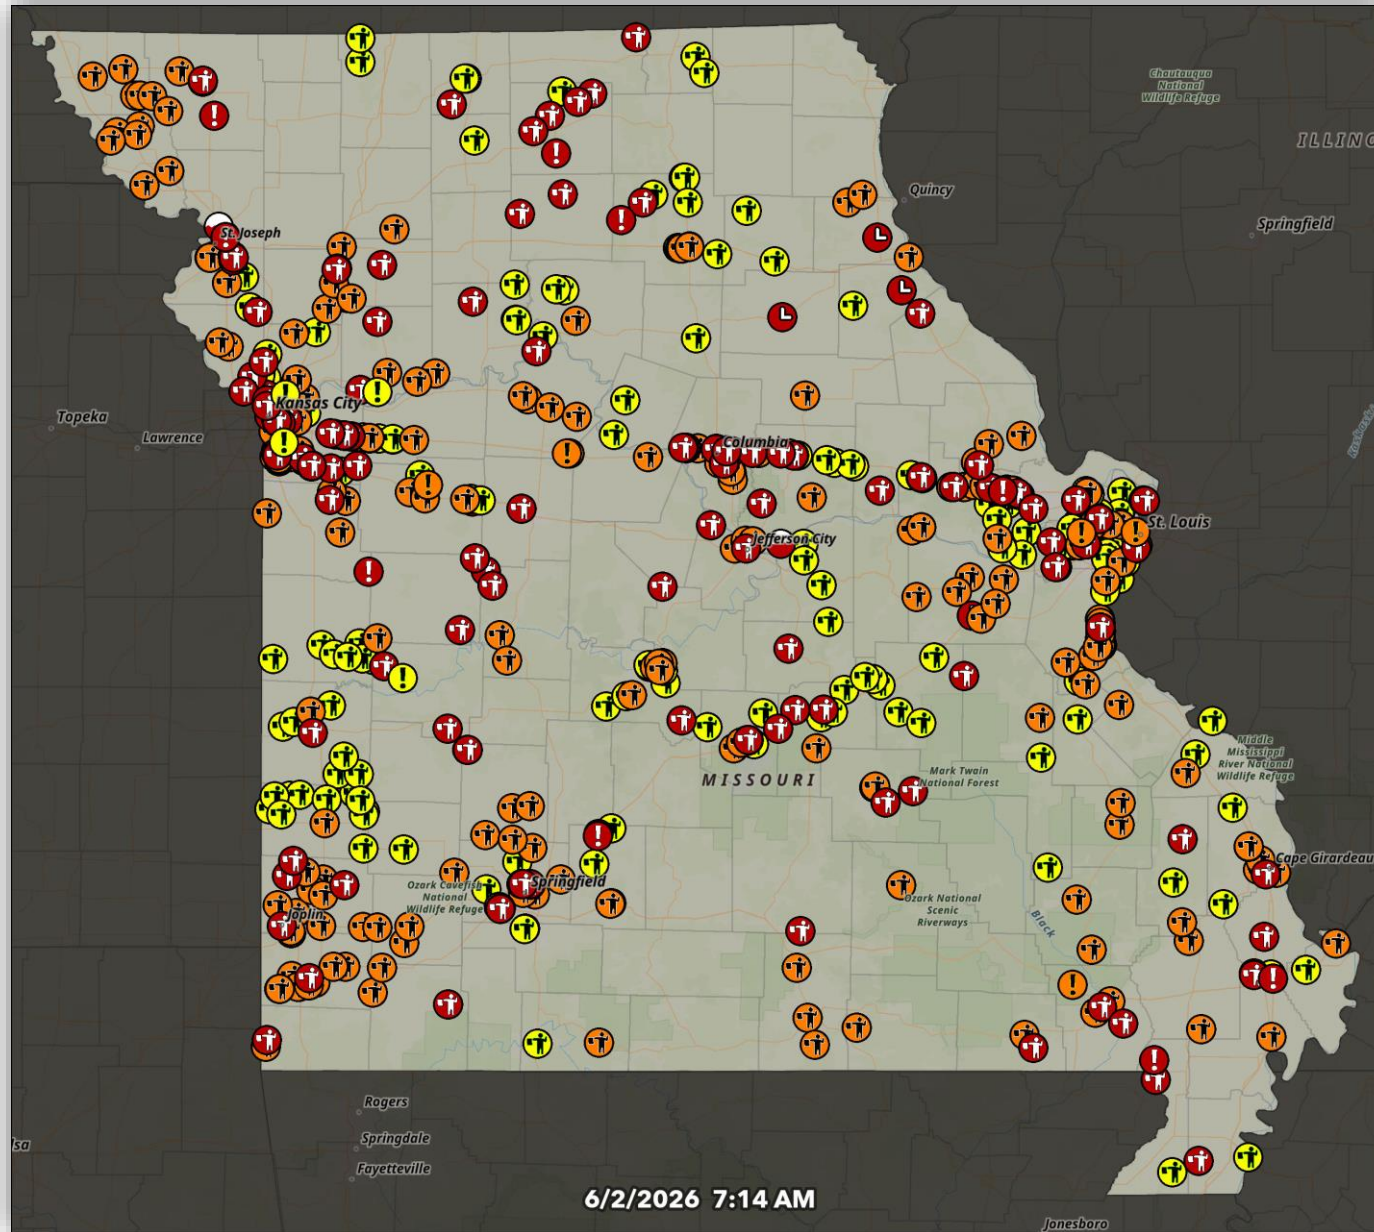 Chautauqua
National
Wildlife Refuge
Quincy
Springfield
St. Joseph
Topeka
Kansas City
Lawrence
Columbia
St. Louis
Jefferson City
Middle
Mississippi
River National
Wildlife Refuge
MISSOURI
Mark Twain
National Forest
Cape Girardeau
Ozark Cavefish
National
Wildlife Refuge
Springfield
Ozark National
Scenic
Riverways
Joplin
Black
Rogers
Springdale
Fayetteville
6/2/2026 7:14 AM
Jonesboro